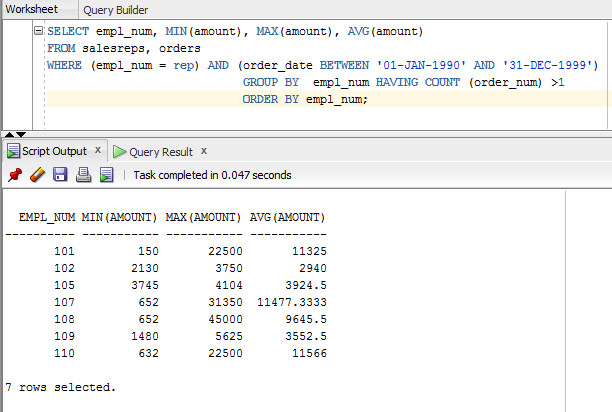 Worksheet Query Builder
SELECT empl_num, MIN(amount), MAX(amount), AVG(amount)
FROM salesreps, orders
WHERE (empl_num = rep) AND (order_date BETWEEN '01-JAN-1990' AND '31-DEC-1999')
GROUP BY empl_num HAVING COUNT (order_num) >1
ORDER BY empl_num;
Script Output x Query Result x
Task completed in 0.047 seconds
EMPL_NUM MIN(AMOUNT) MAX(AMOUNT) AVG(AMOUNT)
---------- ----------- ----------- -----------
101 150 22500 11325
102 2130 3750 2940
105 3745 4104 3924.5
107 652 31350 11477.3333
108 652 45000 9645.5
109 1480 5625 3552.5
110 632 22500 11566
7 rows selected.